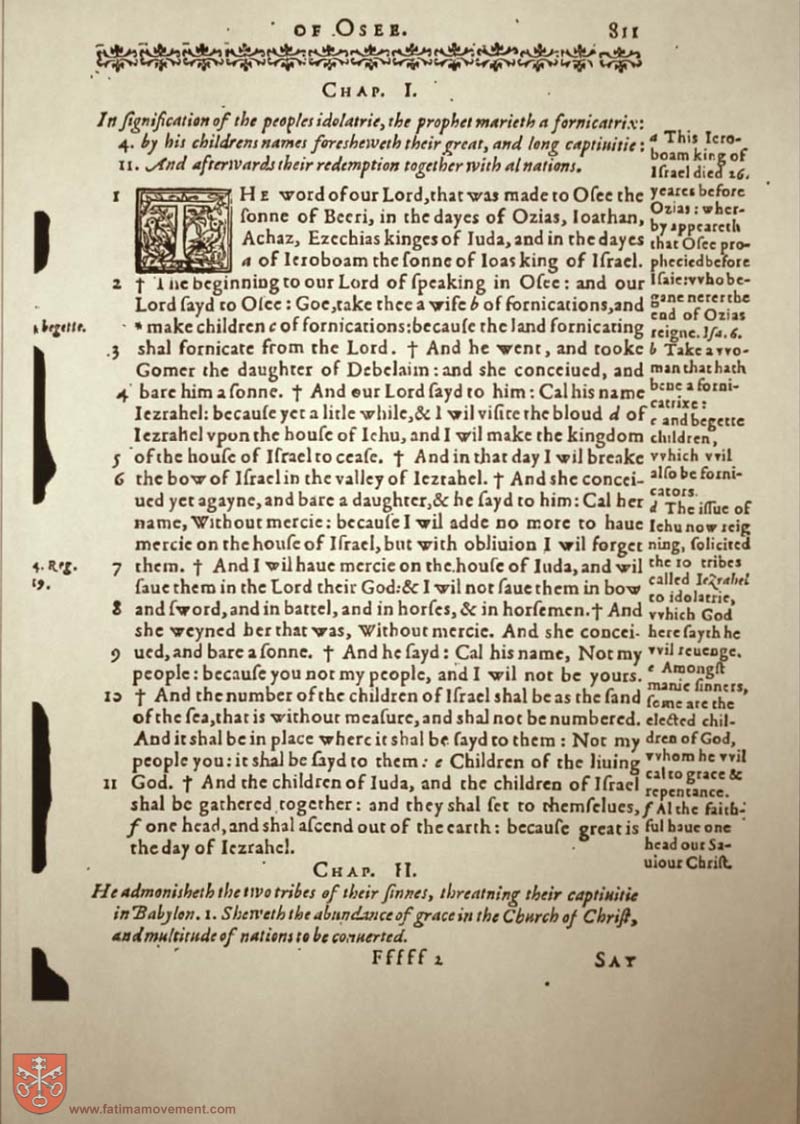 OF OSEE. 811
CHAP. I.
In ſignification of the peoples idolatrie, the prophet marieth a fornicatrix:
4. by his childrens names foresheweth their great, and long captiuitie:
11. And afterwards their redemption together with al nations.
1 THE word of our Lord, that was made to Oſee the
ſonne of Beeri, in the dayes of Ozias, Ioathan,
Achaz, Ezechias kinges of Iuda, and in the dayes
a of Ieroboam the ſonne of Ioas king of Iſrael.
2 † The beginning to our Lord of ſpeaking in Oſee: and our
Lord ſayd to Oſee: Goe, take thee a wife b of fornications, and
* make children c of fornications: becauſe the land fornicating
3 shal fornicate from the Lord. † And he went, and tooke
Gomer the daughter of Debelaim: and she conceiued, and
4 bare him a ſonne. † And our Lord ſayd to him: Cal his name
Iezrahel: becauſe yet a litle while, & I wil viſite the bloud d of
Iezrahel vpon the houſe of Iehu, and I wil make the kingdom
5 of the houſe of Iſrael to ceaſe. † And in that day I wil breake
6 the bow of Iſrael in the valley of Iezrahel. † And she concei-
ued yet agayne, and bare a daughter, & he ſayd to him: Cal her
name, Without mercie: becauſe I wil adde no more to haue
mercie on the houſe of Iſrael, but with obliuion I wil forget
7 them. † And I wil haue mercie on the houſe of Iuda, and wil
ſaue them in the Lord their God: & I wil not ſaue them in bow
8 and ſword, and in battel, and in horſes, & in horſemen. † And
she weyned her that was, Without mercie. And she concei-
9 ued, and bare a ſonne. † And he ſayd: Cal his name, Not my
people: becauſe you not my people, and I wil not be yours.
10 † And the number of the children of Iſrael shal be as the ſand
of the ſea, that is without meaſure, and shal not be numbered.
And it shal be in place where it shal be ſayd to them: Not my
people you: it shal be ſayd to them: e Children of the liuing
11 God. † And the children of Iuda, and the children of Iſrael
shal be gathered together: and they shal ſet to themſelues,
f one head, and shal aſcend out of the earth: becauſe great is
the day of Iezrahel.
begette.
4. Reg.
19.
a This Iero-
boam king of
Iſrael died 26.
yeares before
Ozias: wher-
by appeareth
that Oſee pro-
phecied before
Iſaie: vvho be-
gane nerer the
end of Ozias
reigne. Iſa. 6.
b Take a vvo-
man that hath
bene a forni-
catrixe:
c and begette
children,
vvhich vvil
alſo be forni-
cators.
d The iſſue of
Iehu now reig
ning, ſolicited
the 10 tribes
called Iezrahel
to idolatrie,
vvhich God
here ſayth he
vvil reuenge.
e Amongſt
manie ſinners,
ſome are the
elected chil-
dren of God,
vvhom he vvil
cal to grace &
repentance.
f Al the faith-
ful haue one
head our Sa-
uiour Chriſt.
CHAP. II.
He admonisheth the two tribes of their ſinnes, threatning their captiuitie
in Babylon. 1. Sheweth the abundance of grace in the Church of Chriſt,
and multitude of nations to be conuerted.
Fffff 2 SAY
www.fatimamovement.com